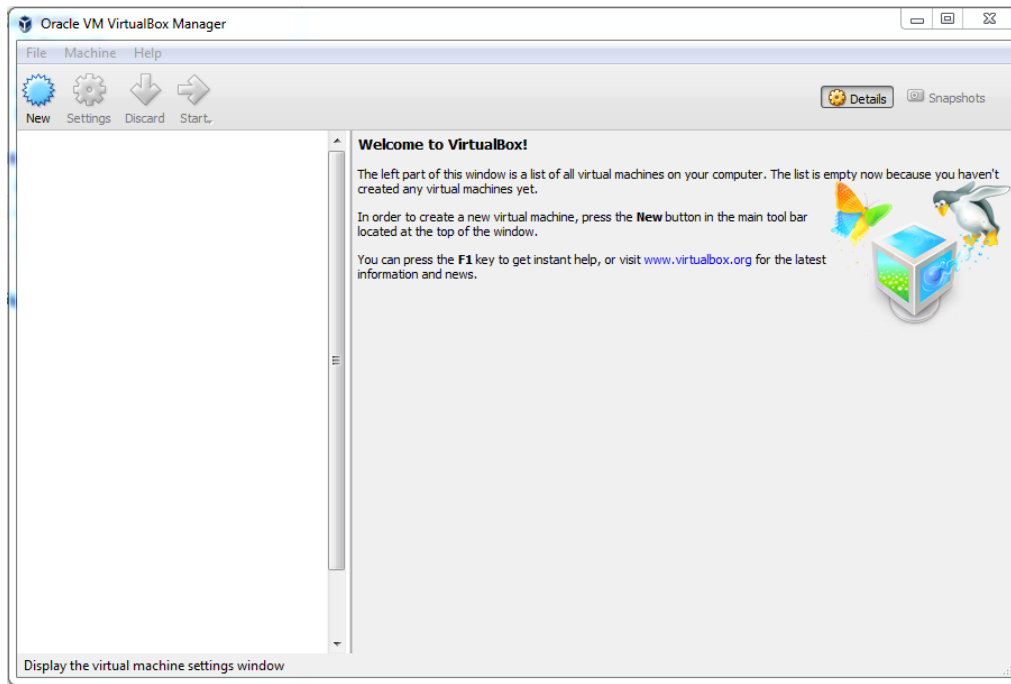 Oracle VM VirtualBox Manager
File Machine Help
New Settings Discard Start
Details Snapshots
Welcome to VirtualBox!
The left part of this window is a list of all virtual machines on your computer. The list is empty now because you haven't
created any virtual machines yet.
In order to create a new virtual machine, press the New button in the main tool bar
located at the top of the window.
You can press the F1 key to get instant help, or visit www.virtualbox.org for the latest
information and news.
Display the virtual machine settings window